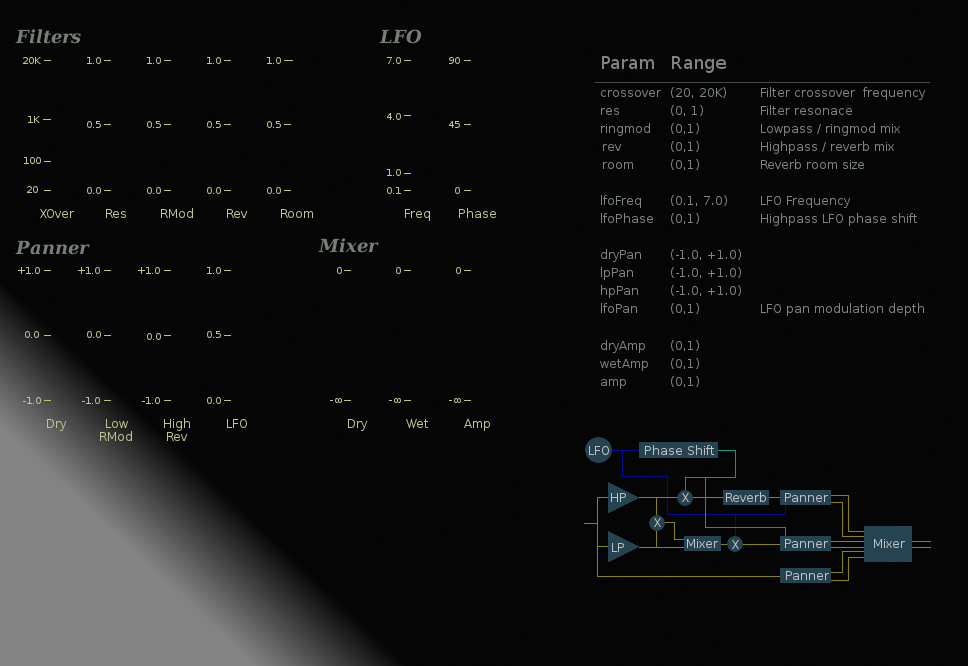 Filters
LFO
20K 1.0 1.0 1.0 1.0 7.0 90
1K 0.5 0.5 0.5 0.5 4.0 45
100 1.0
20 0.0 0.0 0.0 0.0 0.1 0
XOver Res RMod Rev Room Freq Phase
Panner
Mixer
+1.0 +1.0 +1.0 1.0 0 0 0
0.0 0.0 0.0 0.5
-1.0 -1.0 -1.0 0.0 -∞ -∞ -∞
Dry Low High LFO Dry Wet Amp
RMod Rev
Param Range
crossover (20, 20K) Filter crossover frequency
res (0, 1) Filter resonace
ringmod (0,1) Lowpass / ringmod mix
rev (0,1) Highpass / reverb mix
room (0,1) Reverb room size
lfoFreq (0.1, 7.0) LFO Frequency
lfoPhase (0,1) Highpass LFO phase shift
dryPan (-1.0, +1.0)
lpPan (-1.0, +1.0)
hpPan (-1.0, +1.0)
lfoPan (0,1) LFO pan modulation depth
dryAmp (0,1)
wetAmp (0,1)
amp (0,1)
LFO Phase Shift
HP X Reverb Panner
X
LP Mixer X Panner Mixer
Panner